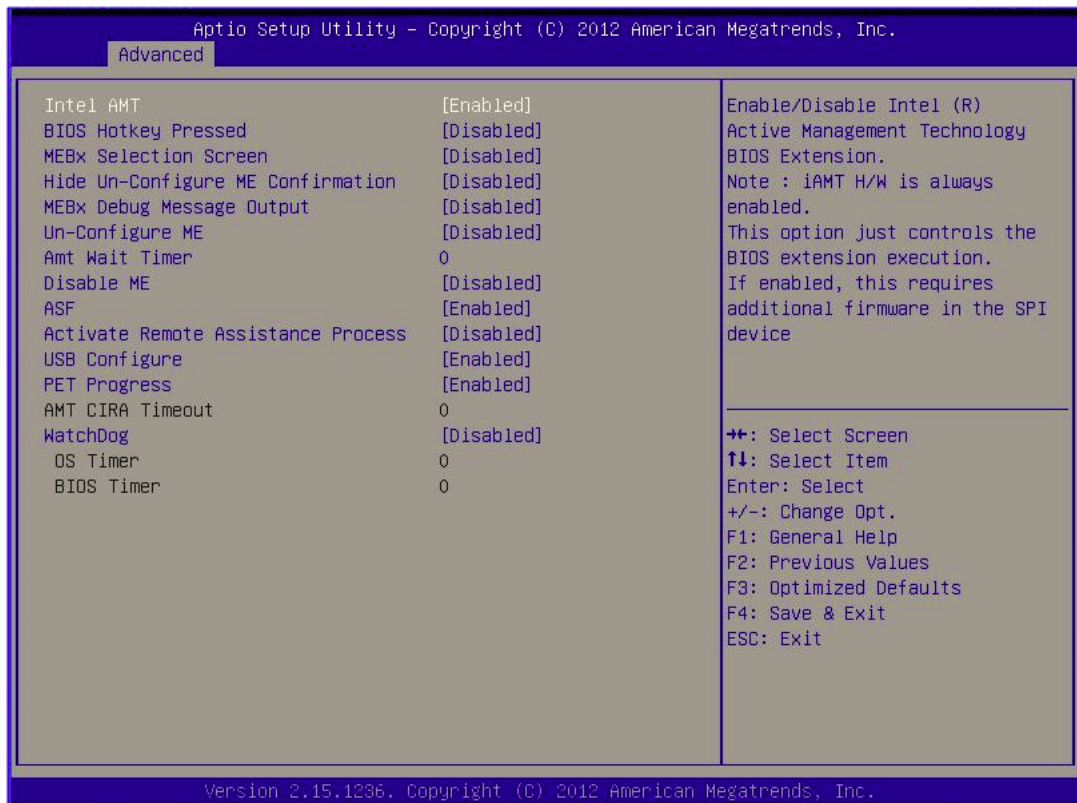 Aptio Setup Utility – Copyright (C) 2012 American Megatrends, Inc.
Advanced
Intel AMT [Enabled]
BIOS Hotkey Pressed [Disabled]
MEBx Selection Screen [Disabled]
Hide Un-Configure ME Confirmation [Disabled]
MEBx Debug Message Output [Disabled]
Un-Configure ME [Disabled]
Amt Wait Timer 0
Disable ME [Disabled]
ASF [Enabled]
Activate Remote Assistance Process [Disabled]
USB Configure [Enabled]
PET Progress [Enabled]
AMT CIRA Timeout 0
WatchDog [Disabled]
OS Timer 0
BIOS Timer 0
Enable/Disable Intel (R)
Active Management Technology
BIOS Extension.
Note : iAMT H/W is always
enabled.
This option just controls the
BIOS extension execution.
If enabled, this requires
additional firmware in the SPI
device
→←: Select Screen
↑↓: Select Item
Enter: Select
+/-: Change Opt.
F1: General Help
F2: Previous Values
F3: Optimized Defaults
F4: Save & Exit
ESC: Exit
Version 2.15.1236. Copyright (C) 2012 American Megatrends, Inc.